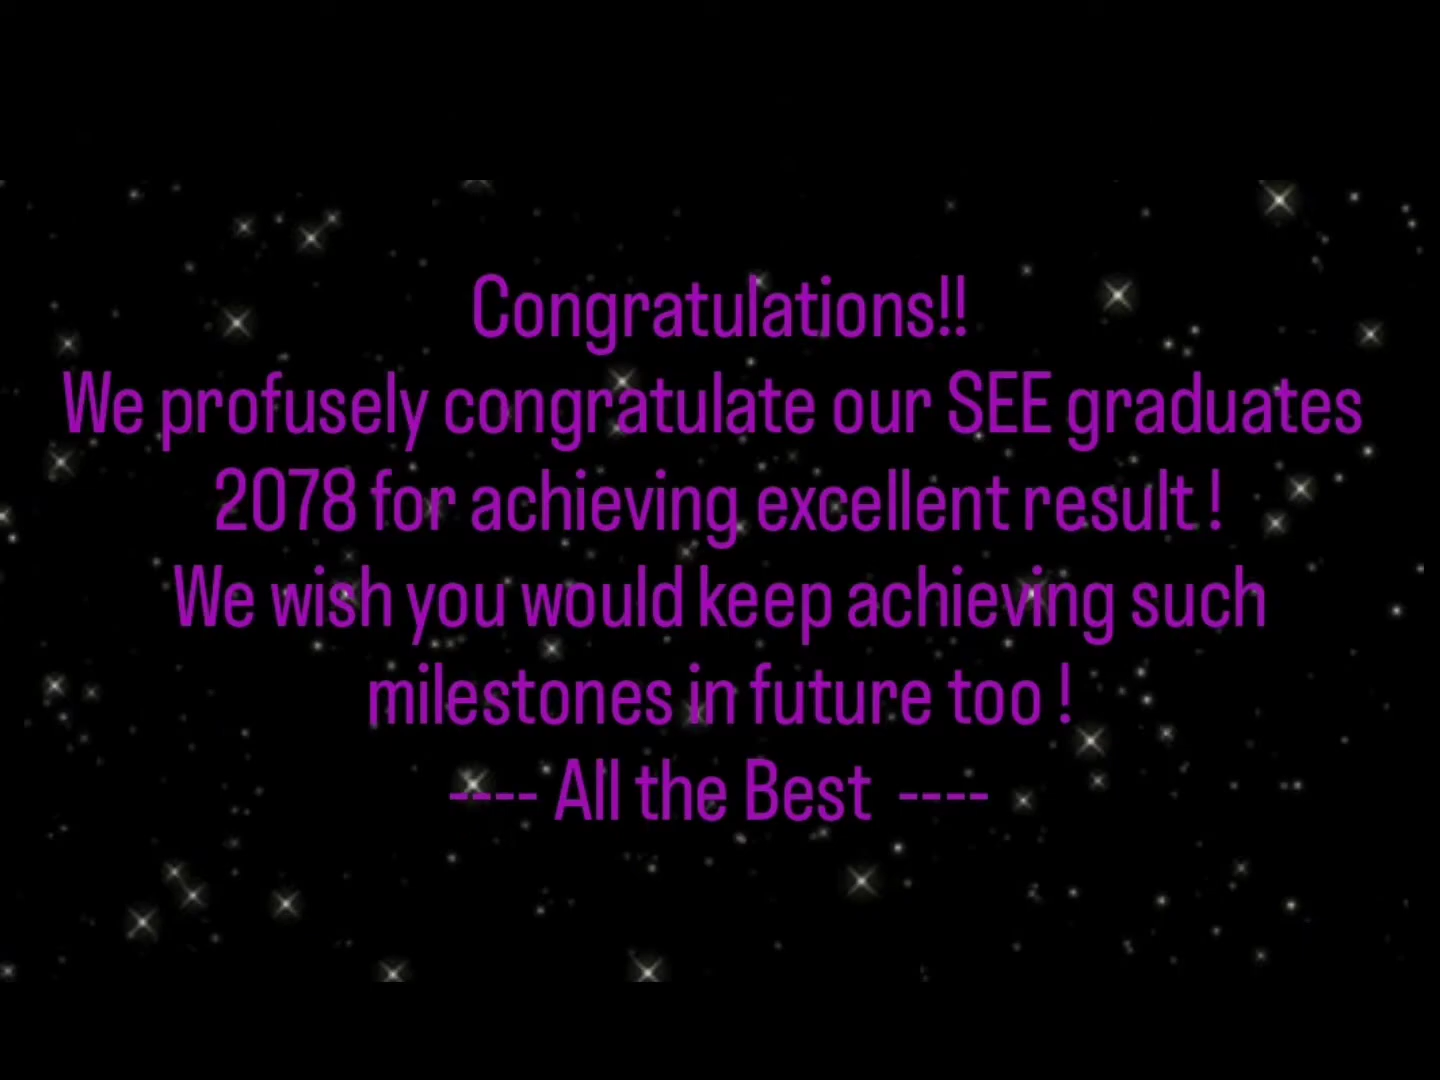 Congratulations!!
We profusely congratulate our SEE graduates
2078 for achieving excellent result !
We wish you would keep achieving such
milestones in future too !
---- All the Best ----